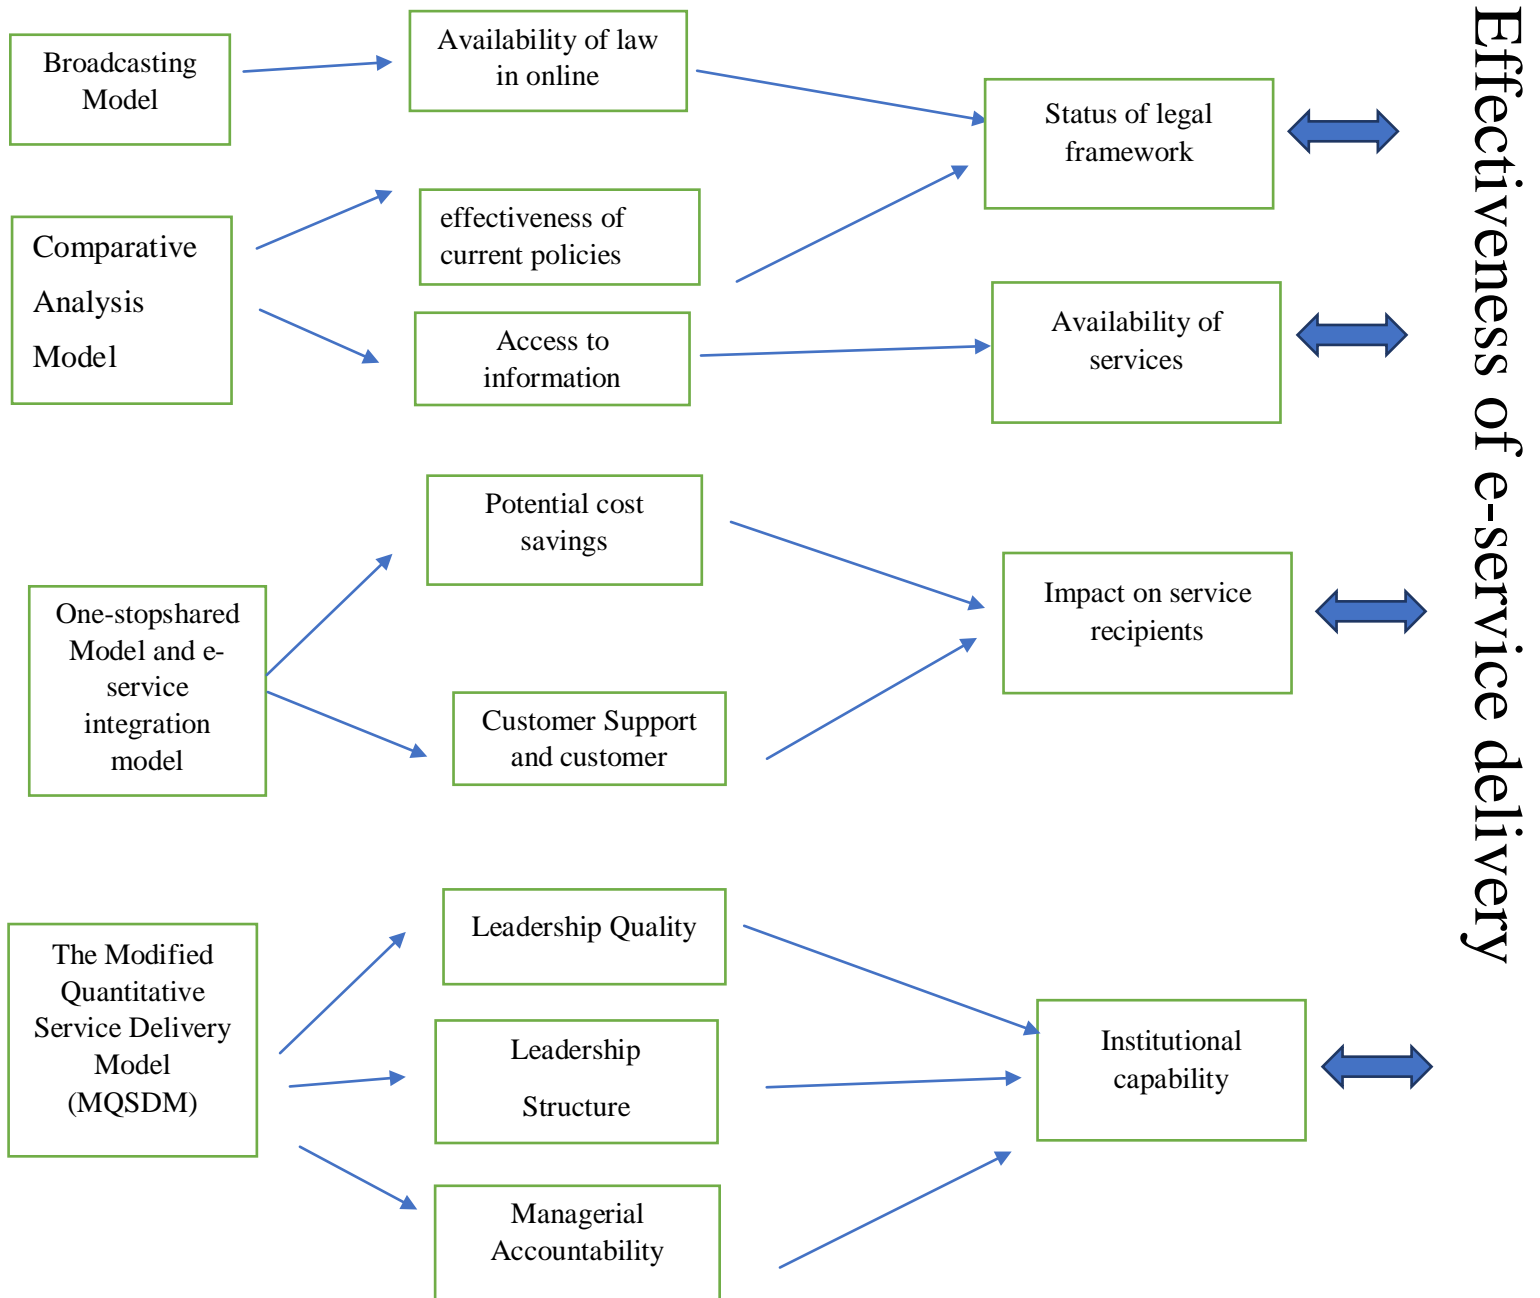 Broadcasting
Model
Availability of law
in online
Status of legal
framework
Comparative
Analysis
Model
effectiveness of
current policies
Access to
information
Availability of
services
One-stopshared
Model and e-
service
integration
model
Potential cost
savings
Customer Support
and customer
Impact on service
recipients
The Modified
Quantitative
Service Delivery
Model
(MQSDM)
Leadership Quality
Leadership
Structure
Managerial
Accountability
Institutional
capability
Effectiveness of e-service delivery